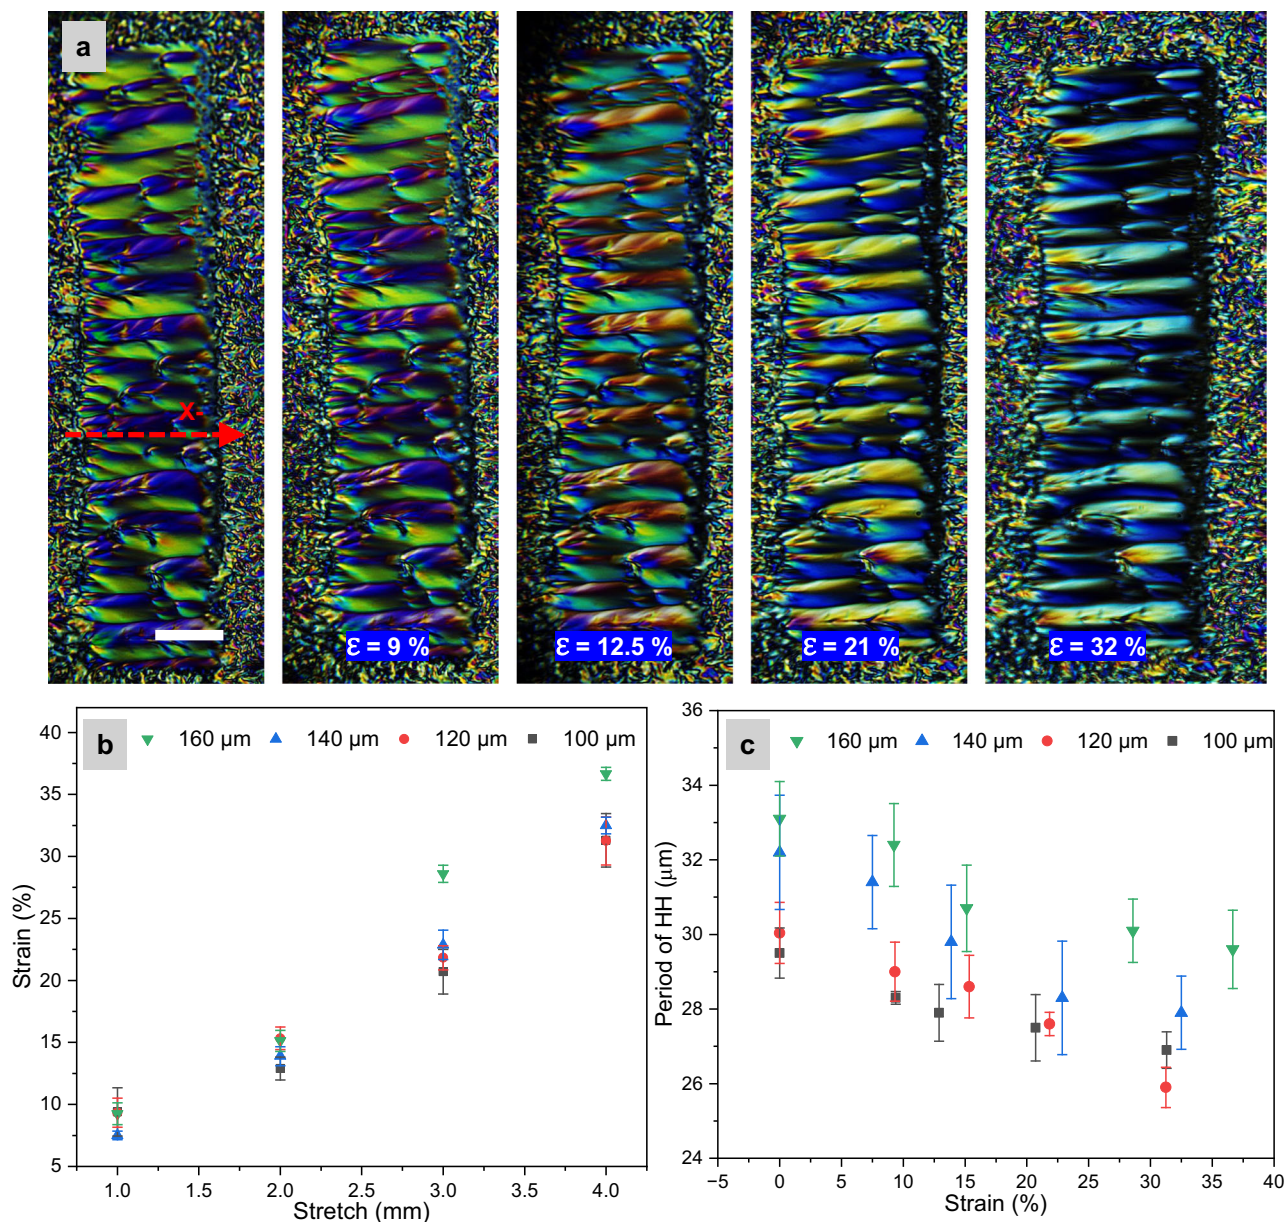 a
X-
Ɛ = 9 %
Ɛ = 12.5 %
Ɛ = 21 %
Ɛ = 32 %
b
160 μm
140 μm
120 μm
100 μm
40
35
30
25
20
15
10
5
Strain (%)
1.0
1.5
2.0
2.5
3.0
3.5
4.0
Stretch (mm)
c
160 μm
140 μm
120 μm
100 μm
36
34
32
30
28
26
24
Period of HH (μm)
−5
0
5
10
15
20
25
30
35
40
Strain (%)